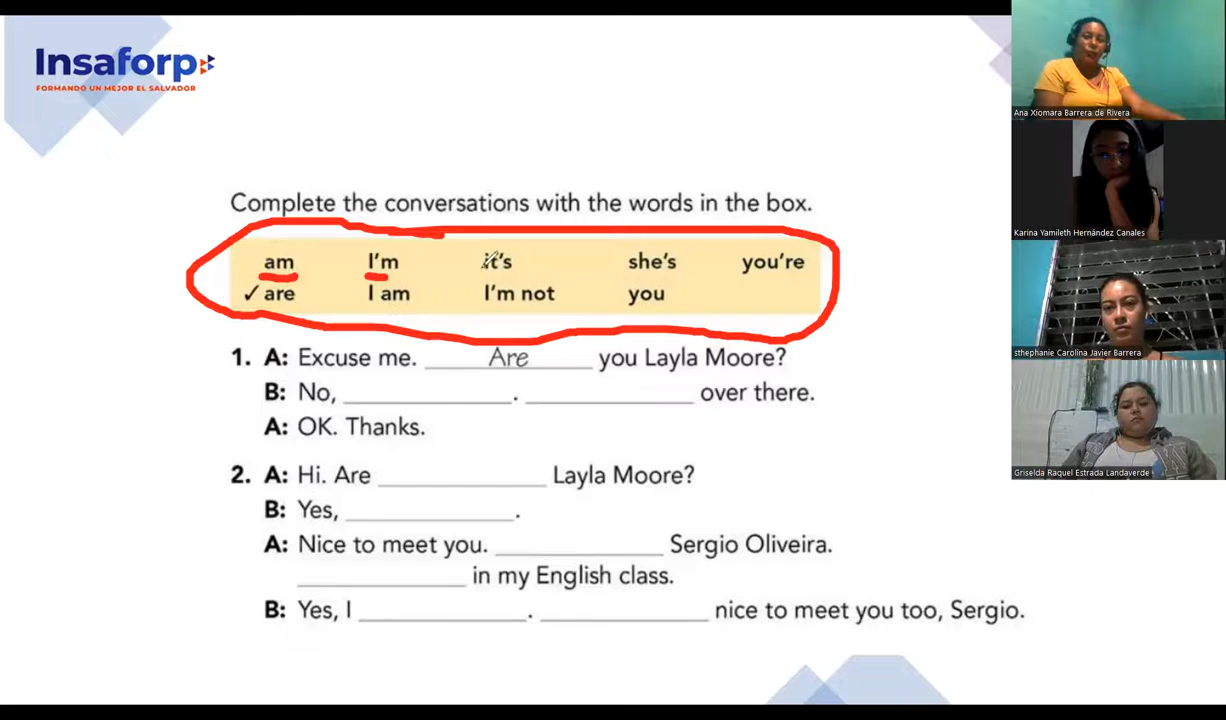 Insaforp
FORMANDO UN MEJOR EL SALVADOR
Ana Xiomara Barrera de Rivera
Karina Yamileth Hernández Canales
sthephanie Carolina Javier Barrera
Griselda Raquel Estrada Landaverde
Complete the conversations with the words in the box.
am I'm it's she's you're
✓ are I am I'm not you
1. A: Excuse me. Are you Layla Moore?
B: No, . over there.
A: OK. Thanks.
2. A: Hi. Are Layla Moore?
B: Yes, .
A: Nice to meet you. Sergio Oliveira.
in my English class.
B: Yes, I . nice to meet you too, Sergio.